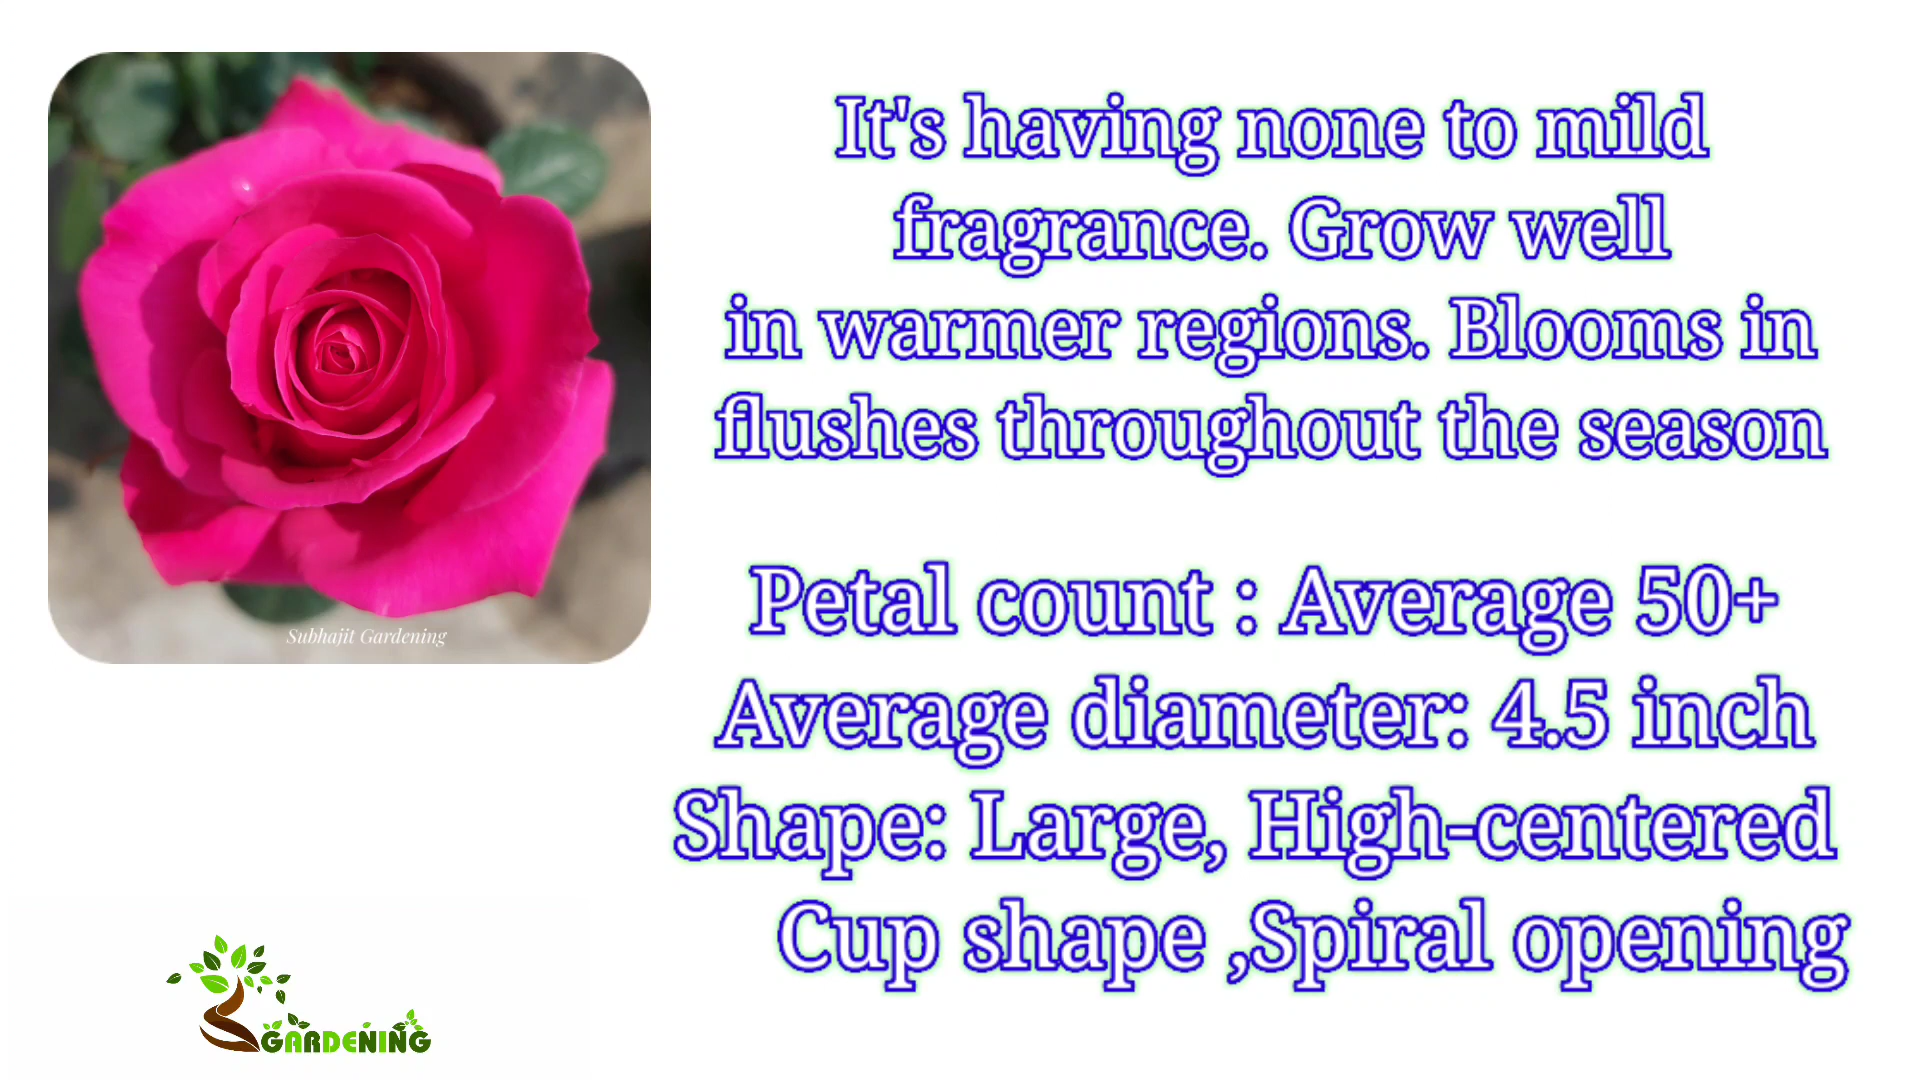 It's having none to mild
fragrance. Grow well
in warmer regions. Blooms in
flushes throughout the season
Petal count : Average 50+
Average diameter: 4.5 inch
Shape: Large, High-centered
Cup shape ,Spiral opening
Subhajit Gardening
GARDENING